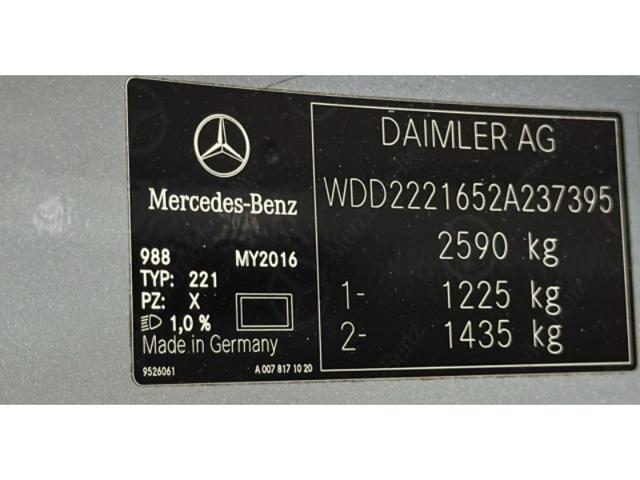 Mercedes-Benz
988 MY2016
TYP: 221
PZ: X
1,0 %
Made in Germany
9526061 A 007 817 10 20
DAIMLER AG
WDD2221652A237395
2590 kg
1- 1225 kg
2- 1435 kg